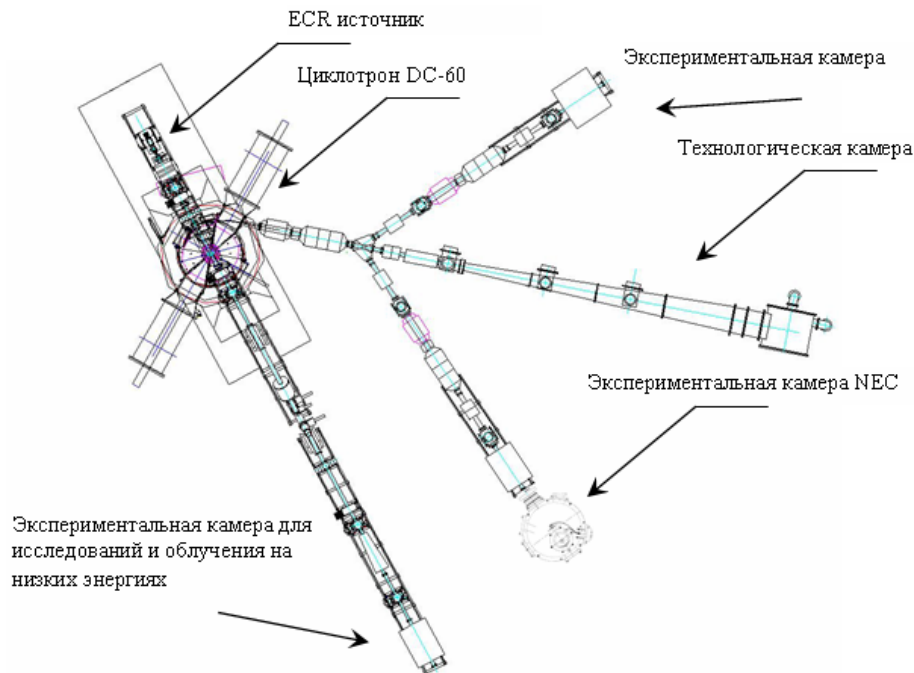 ECR источник
Циклотрон DC-60
Экспериментальная камера
Технологическая камера
Экспериментальная камера NEC
Экспериментальная камера для
исследований и облучения на
низких энергиях